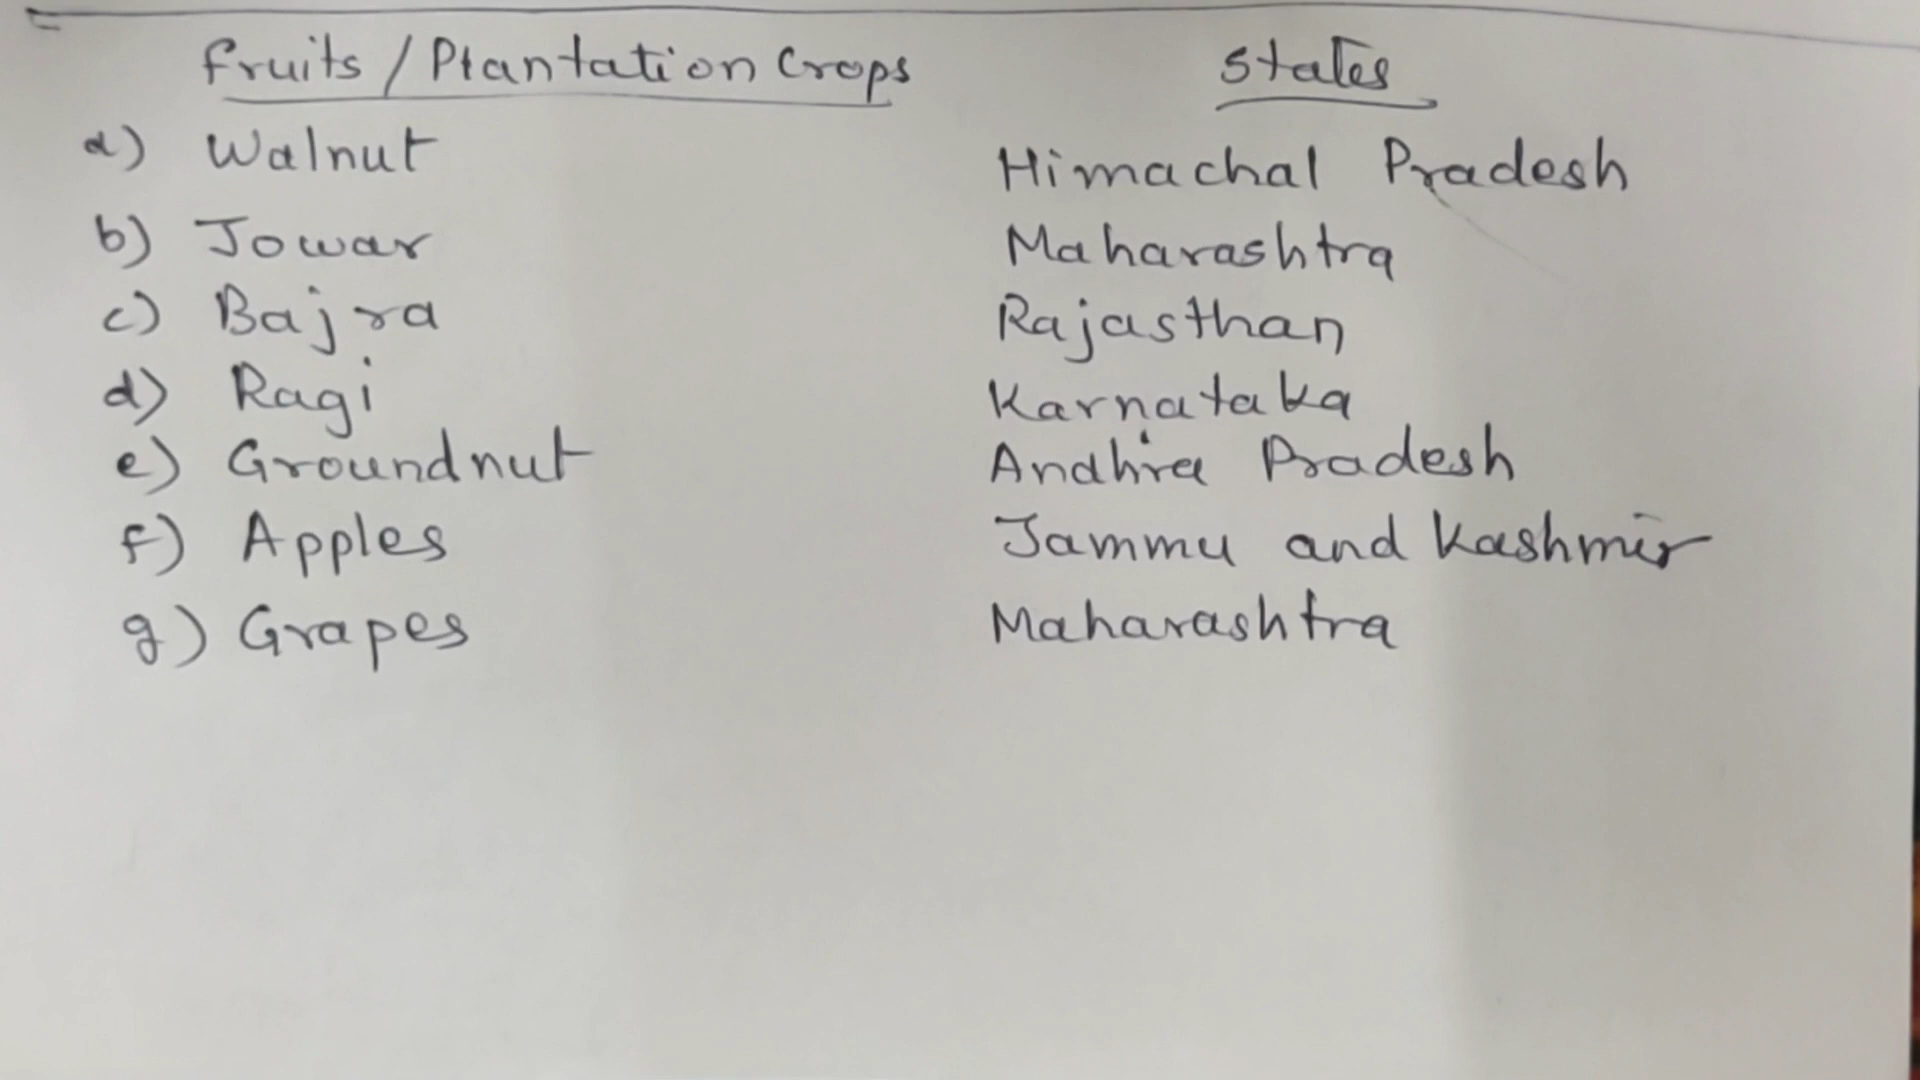 Fruits / Plantation Crops States
a) Walnut Himachal Pradesh
b) Jowar Maharashtra
c) Bajra Rajasthan
d) Ragi Karnataka
e) Groundnut Andhra Pradesh
f) Apples Jammu and Kashmir
g) Grapes Maharashtra